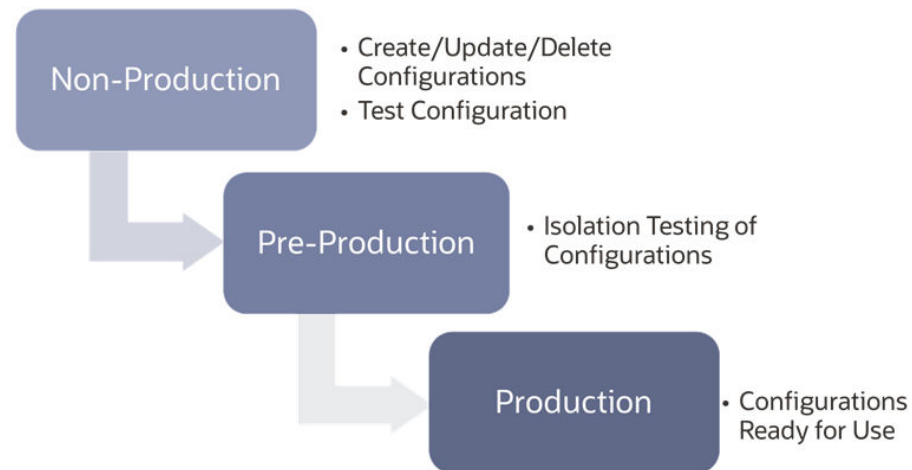 Non-Production
• Create/Update/Delete
Configurations
• Test Configuration
Pre-Production
• Isolation Testing of
Configurations
Production
• Configurations
Ready for Use